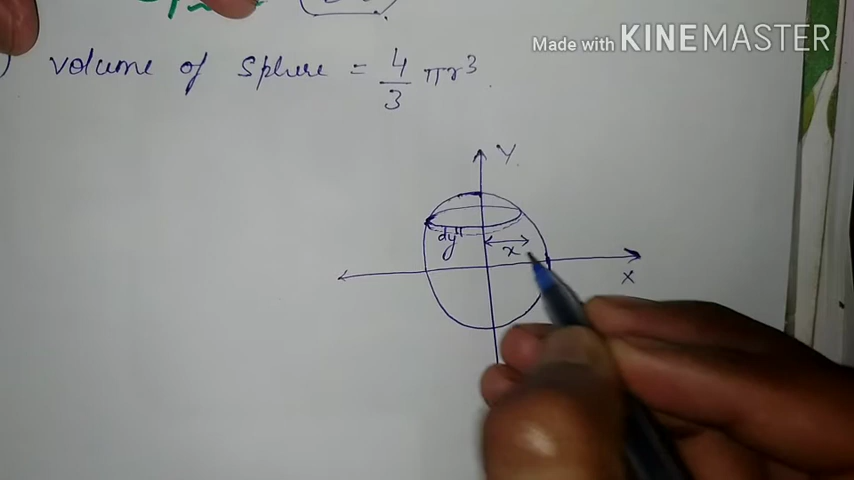 Made with KINEMASTER
) volume of sphere = 4/3 πr³.
Y
dy
x
X